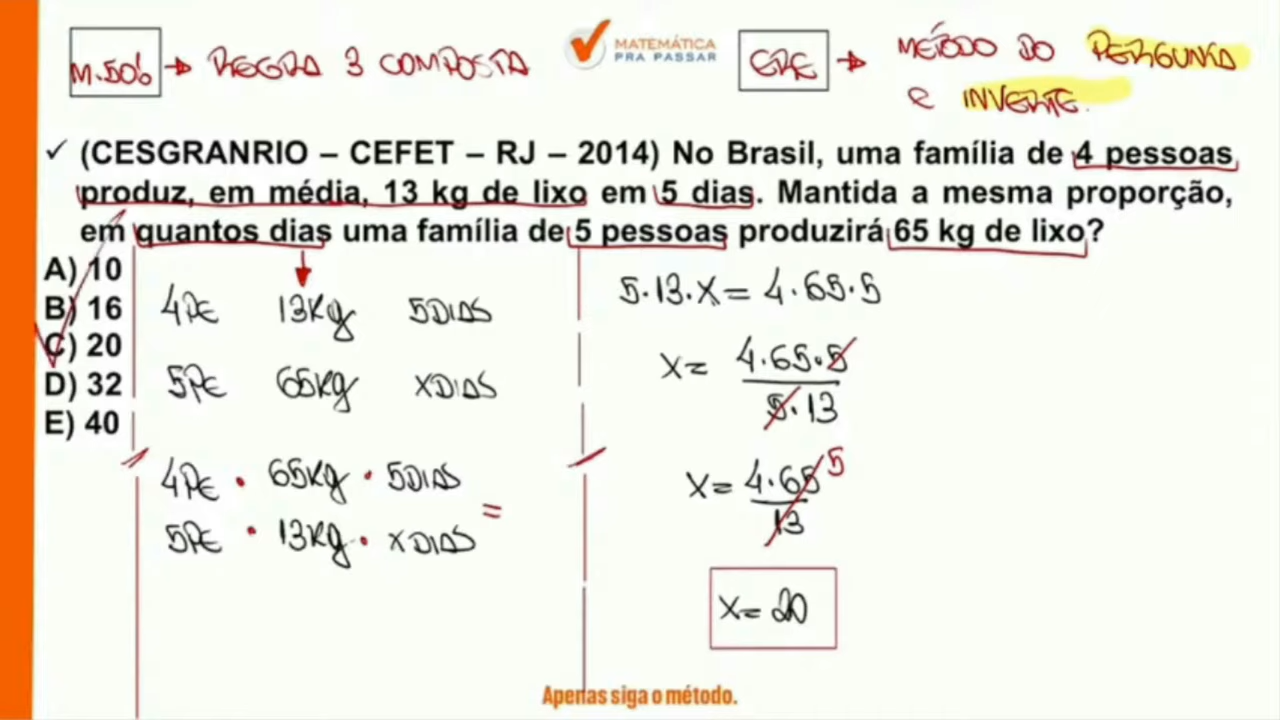 M.50% → REGRA 3 COMPOSTA
MATEMÁTICA
PRA PASSAR
→ MÉTODO DO PERGUNTA
e INVERTE.
✓ (CESGRANRIO – CEFET – RJ – 2014) No Brasil, uma família de 4 pessoas
produz, em média, 13 kg de lixo em 5 dias. Mantida a mesma proporção,
em quantos dias uma família de 5 pessoas produzirá 65 kg de lixo?
A) 10
B) 16
C) 20
D) 32
E) 40
4PE 13Kg 5DIAS
5PE 65Kg XDIAS
4PE • 65Kg • 5DIAS
=
5PE • 13Kg • XDIAS
5·13·X = 4·65·5
X = 4·65·5
5·13
X = 4·65 5
13
X = 20
Apenas siga o método.